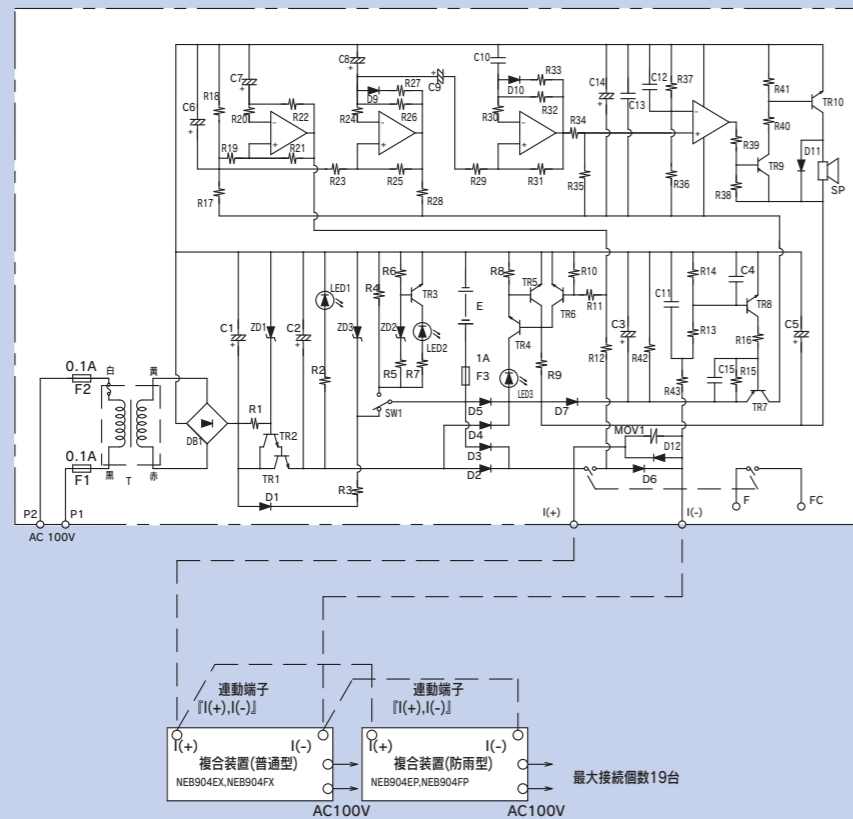 C8
C10
R33
C7
R27
C9
D10
C14
C12
R37
R41
R18
D9
R32
C6
R20
R22
R24
R26
R30
R34
C13
TR10
R40
R39
D11
R19
R21
TR9
R23
R25
R29
R31
R35
R36
R38
SP
R17
R28
R6
R8
R10
R14
C4
LED1
R4
TR3
TR5
E
TR6
C11
TR8
C1
ZD1
C2
ZD3
ZD2
LED2
TR4
R11
C3
R42
R13
R16
C5
R2
R5
R7
1A
F3
R9
R12
C15
R15
0.1A
F2
白
黄
LED3
R43
R1
D5
D7
TR7
SW1
DB1
TR2
D4
MOV1
D12
0.1A
F1
黒
T
赤
TR1
D3
D2
D6
R3
D1
F
FC
P2
P1
I(+)
I(-)
AC 100V
連動端子
『I(+),I(-)』
連動端子
『I(+),I(-)』
I(+)
I(-)
I(+)
I(-)
複合装置(普通型)
NEB904EX,NEB904FX
複合装置(防雨型)
NEB904EP,NEB904FP
最大接続個数19台
AC100V
AC100V